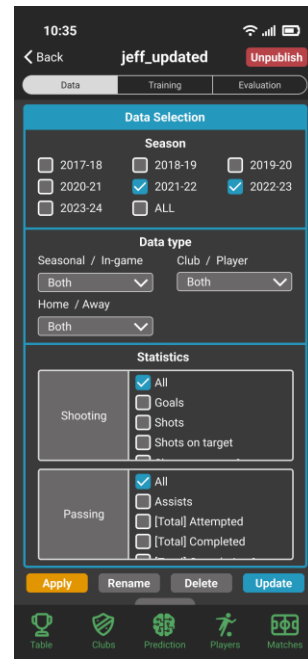 10:35
Back jeff_updated Unpublish
Data Training Evaluation
Data Selection
Season
2017-18 2018-19 2019-20
2020-21 2021-22 2022-23
2023-24 ALL
Data type
Seasonal / In-game Club / Player
Both Both
Home / Away
Both
Statistics
Shooting
All
Goals
Shots
Shots on target
Passing
All
Assists
[Total] Attempted
[Total] Completed
Apply Rename Delete Update
Table Clubs Prediction Players Matches